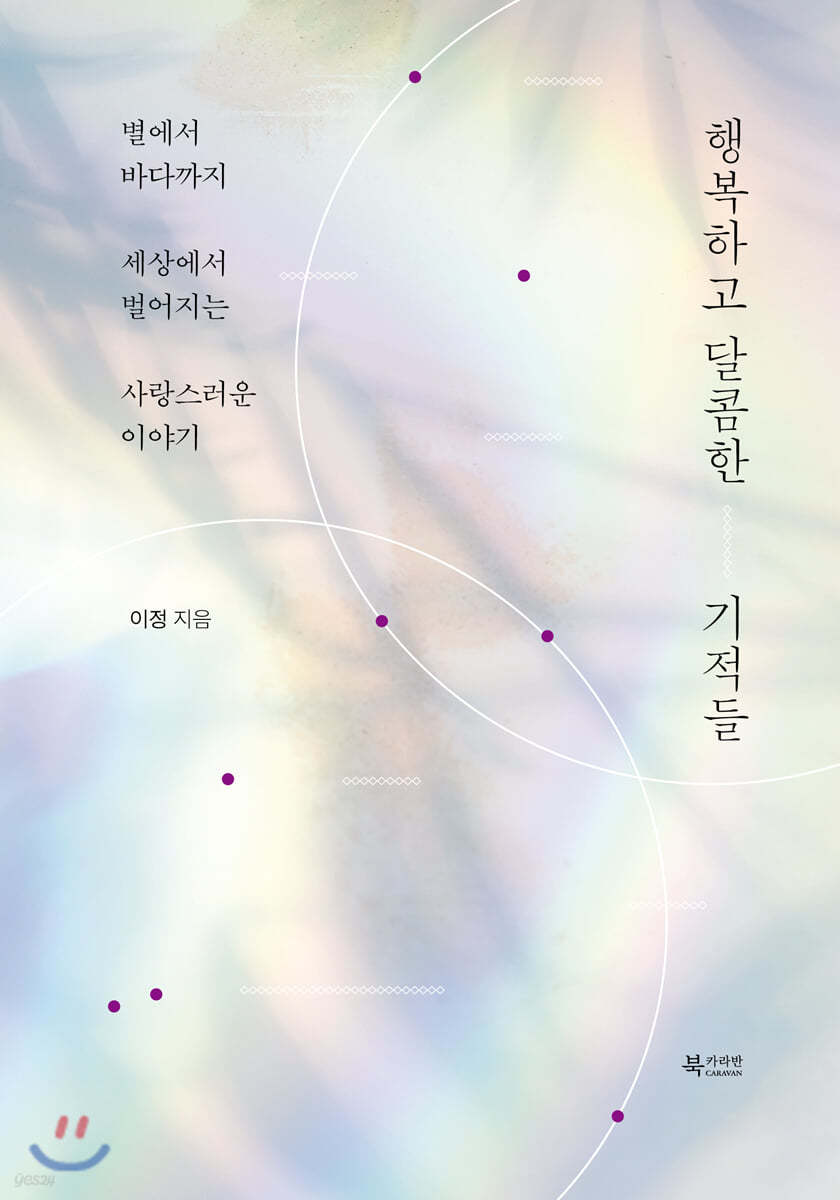 별에서
바다까지
세상에서
벌어지는
사랑스러운
이야기
행복하고 달콤한 기적들
이정 지음
북카라반
CARAVAN
yes24